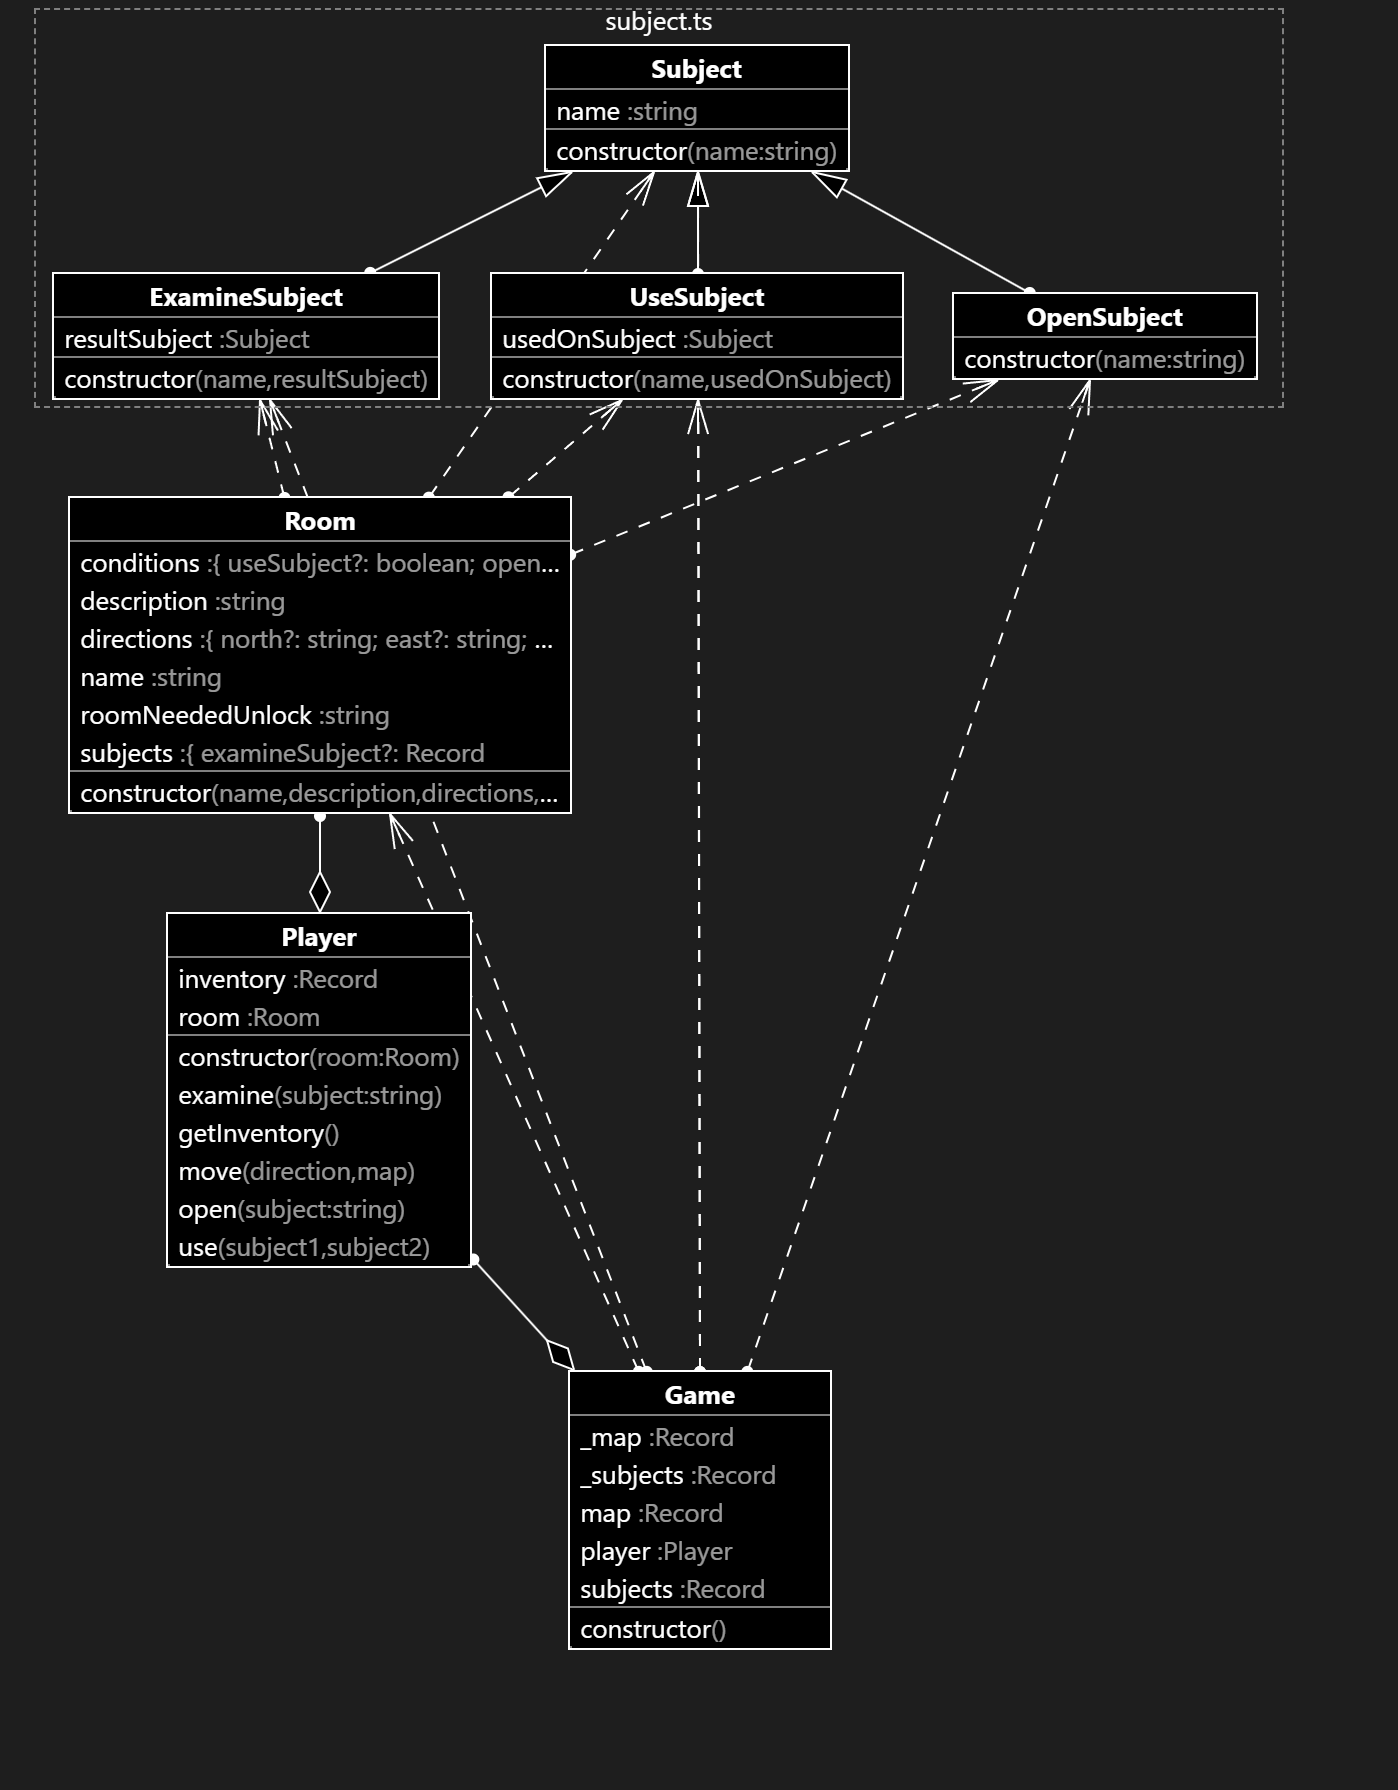 subject.ts
Subject
name :string
constructor(name:string)
ExamineSubject
resultSubject :Subject
constructor(name,resultSubject)
UseSubject
usedOnSubject :Subject
constructor(name,usedOnSubject)
OpenSubject
constructor(name:string)
Room
conditions :{ useSubject?: boolean; open...
description :string
directions :{ north?: string; east?: string; ...
name :string
roomNeededUnlock :string
subjects :{ examineSubject?: Record
constructor(name,description,directions,...
Player
inventory :Record
room :Room
constructor(room:Room)
examine(subject:string)
getInventory()
move(direction,map)
open(subject:string)
use(subject1,subject2)
Game
_map :Record
_subjects :Record
map :Record
player :Player
subjects :Record
constructor()